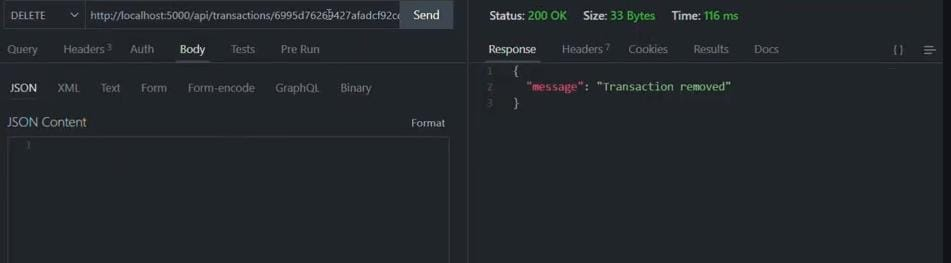 DELETE http://localhost:5000/api/transactions/6995d76269427afadcf92cc Send
Status: 200 OK Size: 33 Bytes Time: 116 ms
Query Headers 3 Auth Body Tests Pre Run
Response Headers 7 Cookies Results Docs { }
JSON XML Text Form Form-encode GraphQL Binary
1 {
2 "message": "Transaction removed"
3 }
JSON Content Format
1